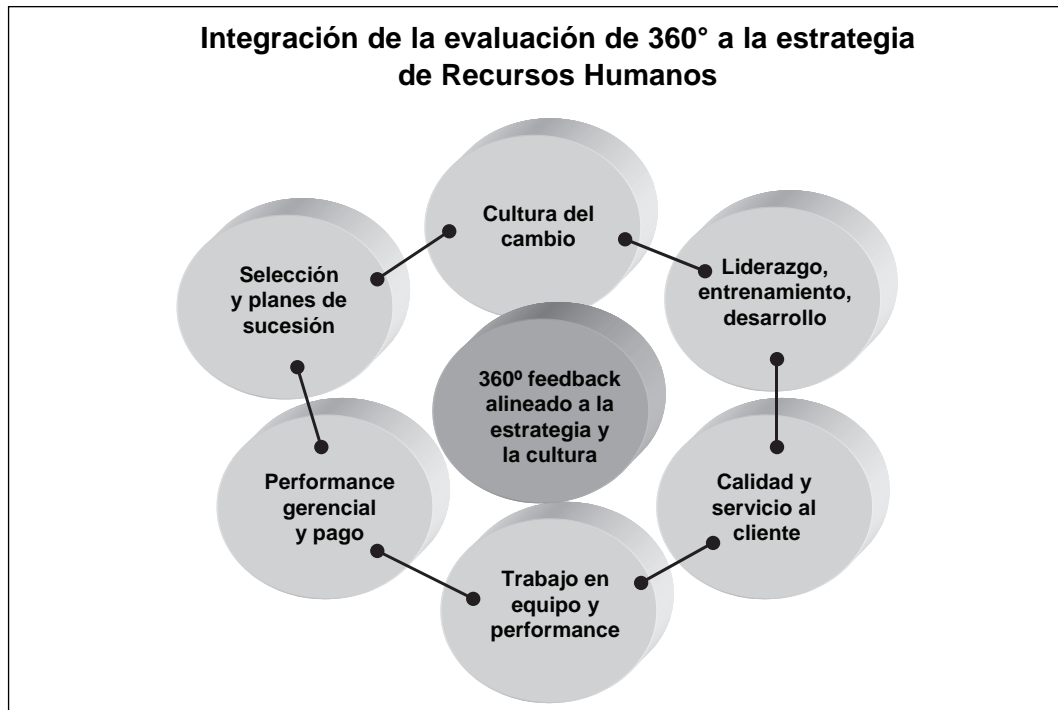 Integración de la evaluación de 360° a la estrategia
de Recursos Humanos
Cultura del
cambio
Selección
y planes de
sucesión
Liderazgo,
entrenamiento,
desarrollo
360º feedback
alineado a la
estrategia y
la cultura
Performance
gerencial
y pago
Calidad y
servicio al
cliente
Trabajo en
equipo y
performance